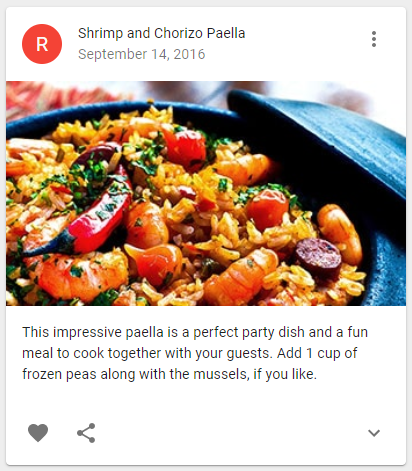 R
Shrimp and Chorizo Paella
September 14, 2016
This impressive paella is a perfect party dish and a fun
meal to cook together with your guests. Add 1 cup of
frozen peas along with the mussels, if you like.